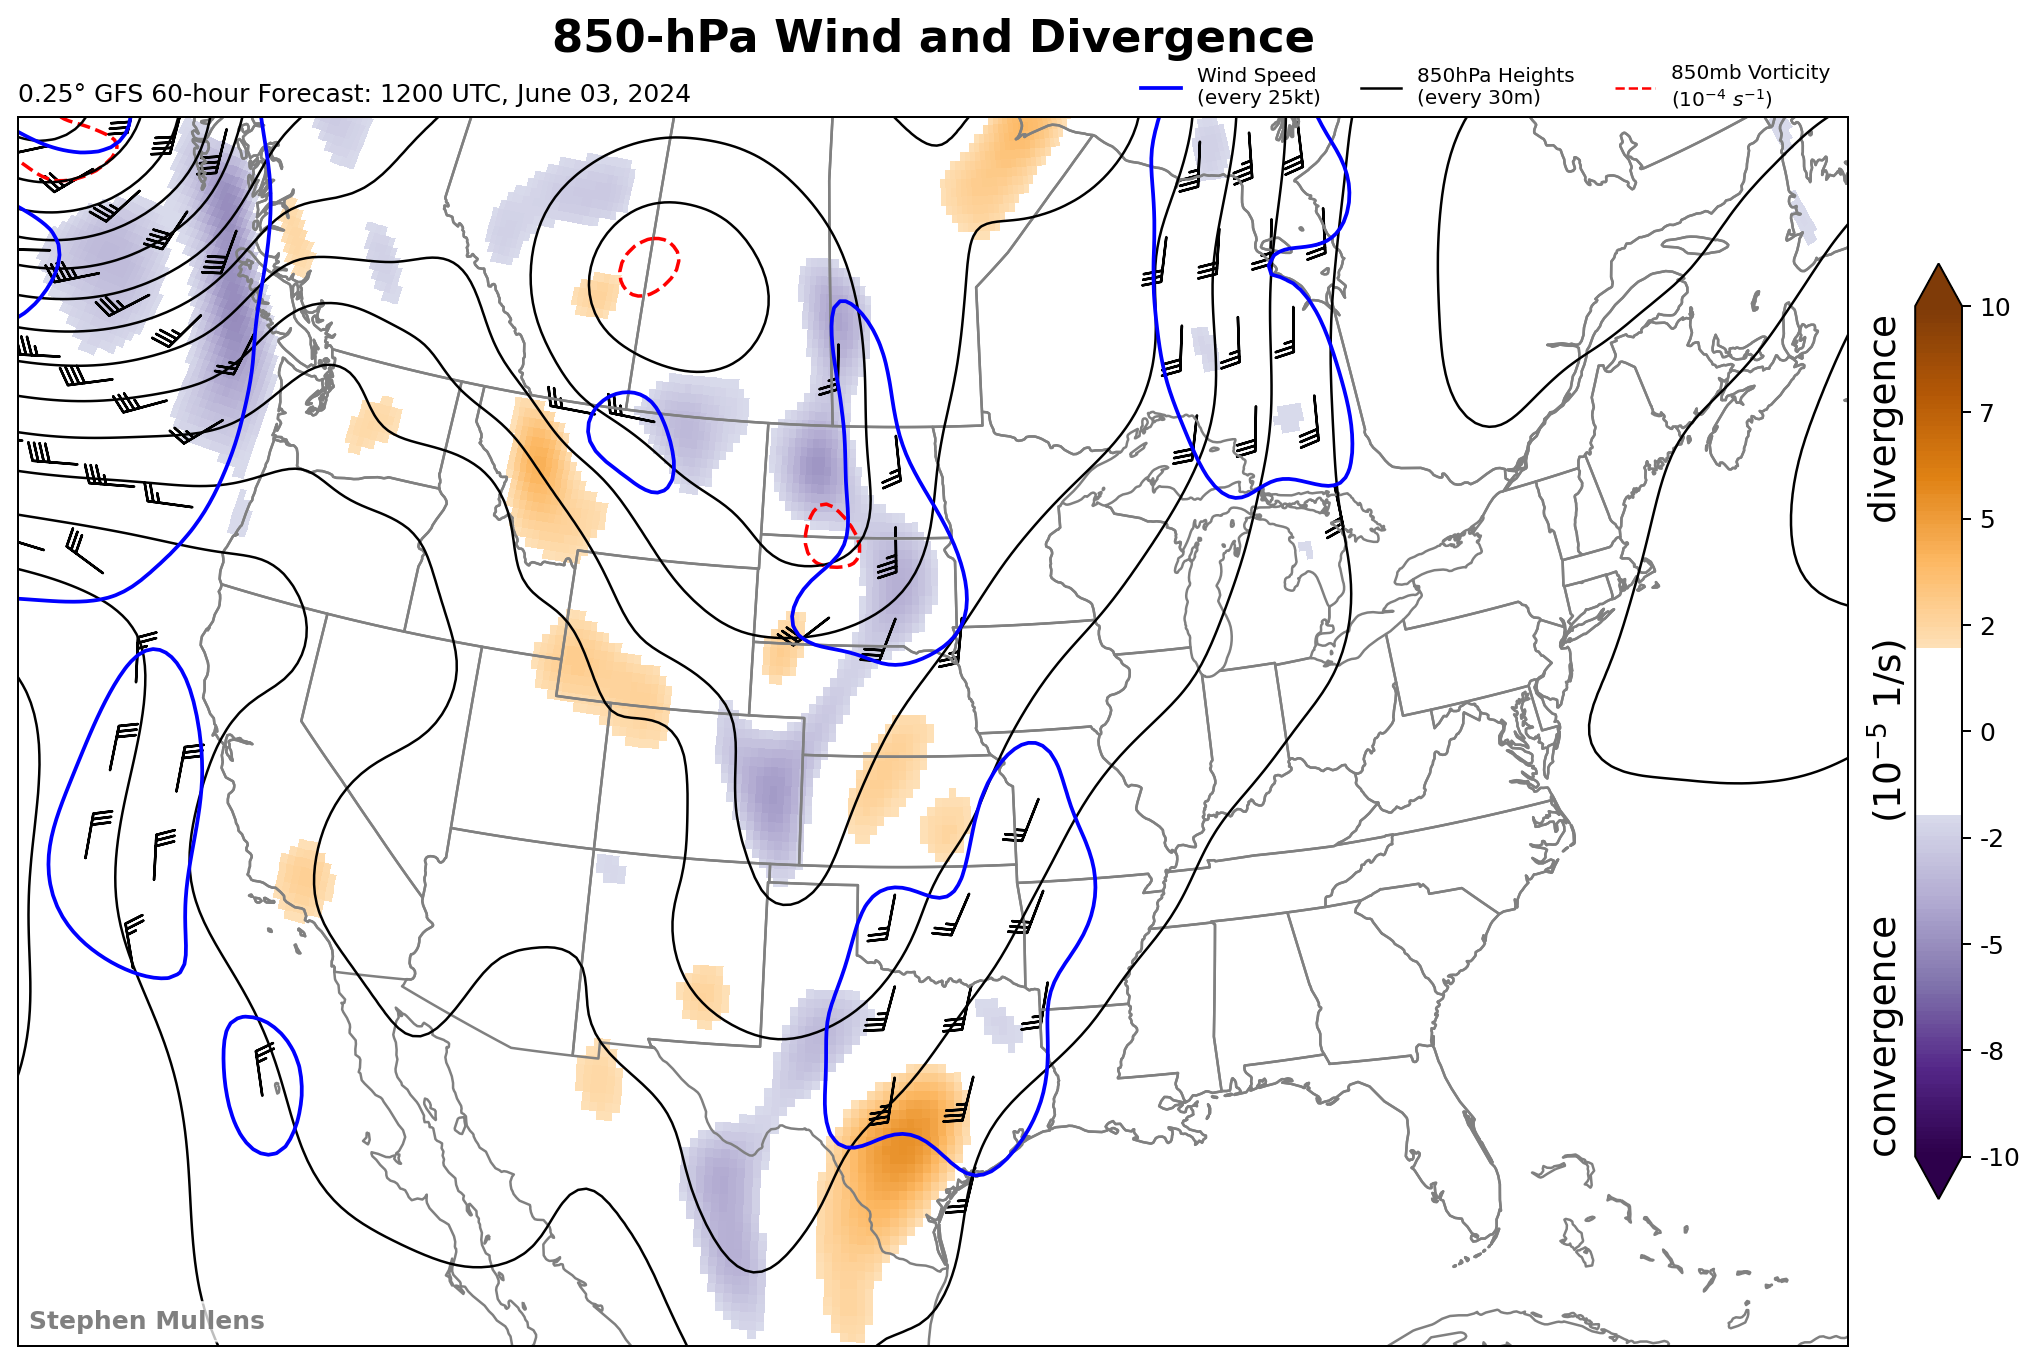 850-hPa Wind and Divergence
0.25° GFS 60-hour Forecast: 1200 UTC, June 03, 2024
Wind Speed
(every 25kt)
850hPa Heights
(every 30m)
850mb Vorticity
(10⁻⁴ s⁻¹)
10
7
5
2
0
-2
-5
-8
-10
divergence
(10⁻⁵ 1/s)
convergence
Stephen Mullens